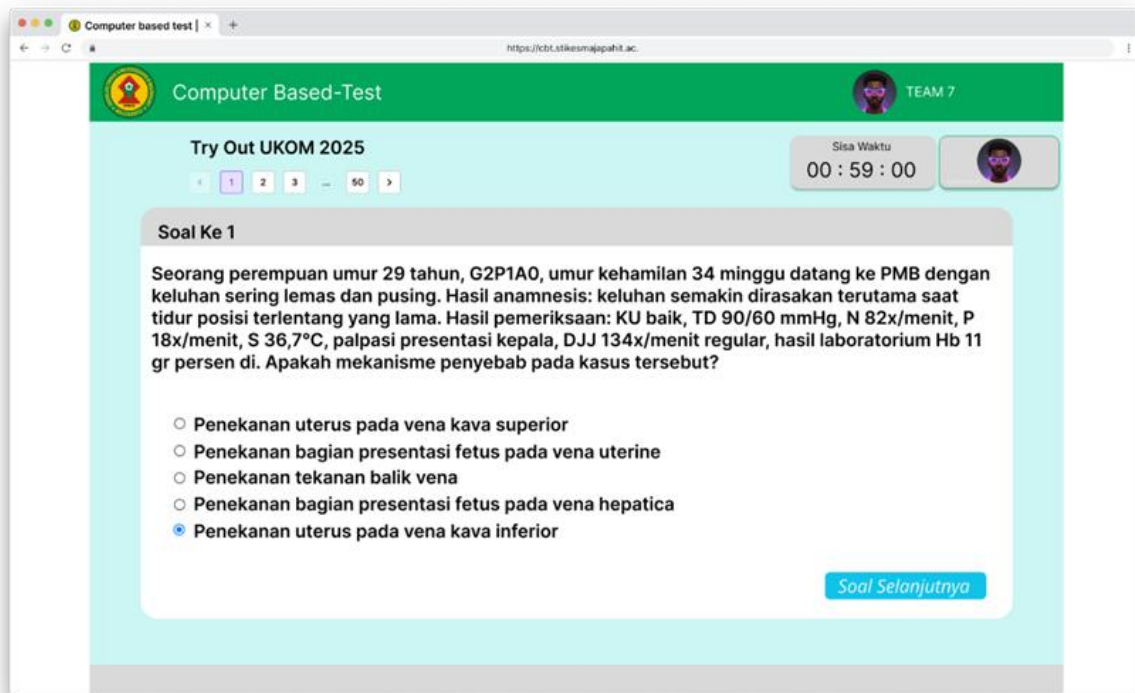 Computer based test |
https://cbt.stikesmajapahit.ac.
Computer Based-Test
TEAM 7
Try Out UKOM 2025
1 2 3 ... 50
Sisa Waktu
00 : 59 : 00
Soal Ke 1
Seorang perempuan umur 29 tahun, G2P1A0, umur kehamilan 34 minggu datang ke PMB dengan
keluhan sering lemas dan pusing. Hasil anamnesis: keluhan semakin dirasakan terutama saat
tidur posisi terlentang yang lama. Hasil pemeriksaan: KU baik, TD 90/60 mmHg, N 82x/menit, P
18x/menit, S 36,7°C, palpasi presentasi kepala, DJJ 134x/menit regular, hasil laboratorium Hb 11
gr persen di. Apakah mekanisme penyebab pada kasus tersebut?
Penekanan uterus pada vena kava superior
Penekanan bagian presentasi fetus pada vena uterine
Penekanan tekanan balik vena
Penekanan bagian presentasi fetus pada vena hepatica
Penekanan uterus pada vena kava inferior
Soal Selanjutnya